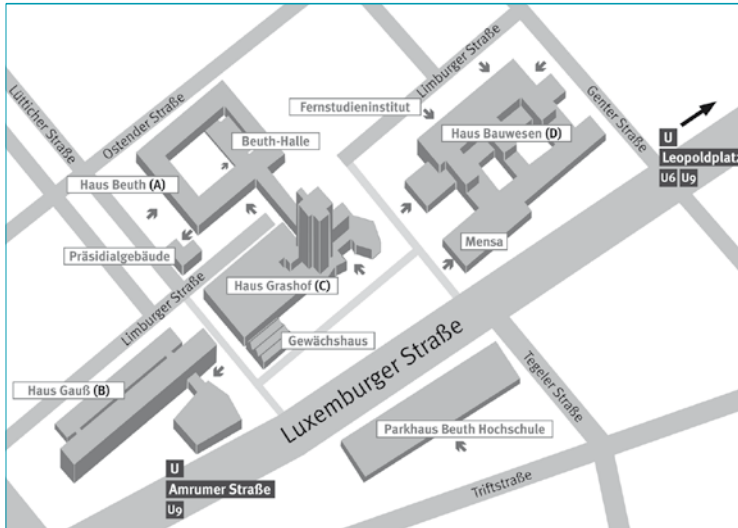 Lütticher Straße
Ostender Straße
Limburger Straße
Genter Straße
Fernstudieninstitut
Beuth-Halle
Haus Bauwesen (D)
U
Leopoldplatz
U6 U9
Haus Beuth (A)
Präsidialgebäude
Mensa
Limburger Straße
Haus Grashof (C)
Gewächshaus
Luxemburger Straße
Tegeler Straße
Haus Gauß (B)
Parkhaus Beuth Hochschule
U
Amrumer Straße
U9
Triftstraße